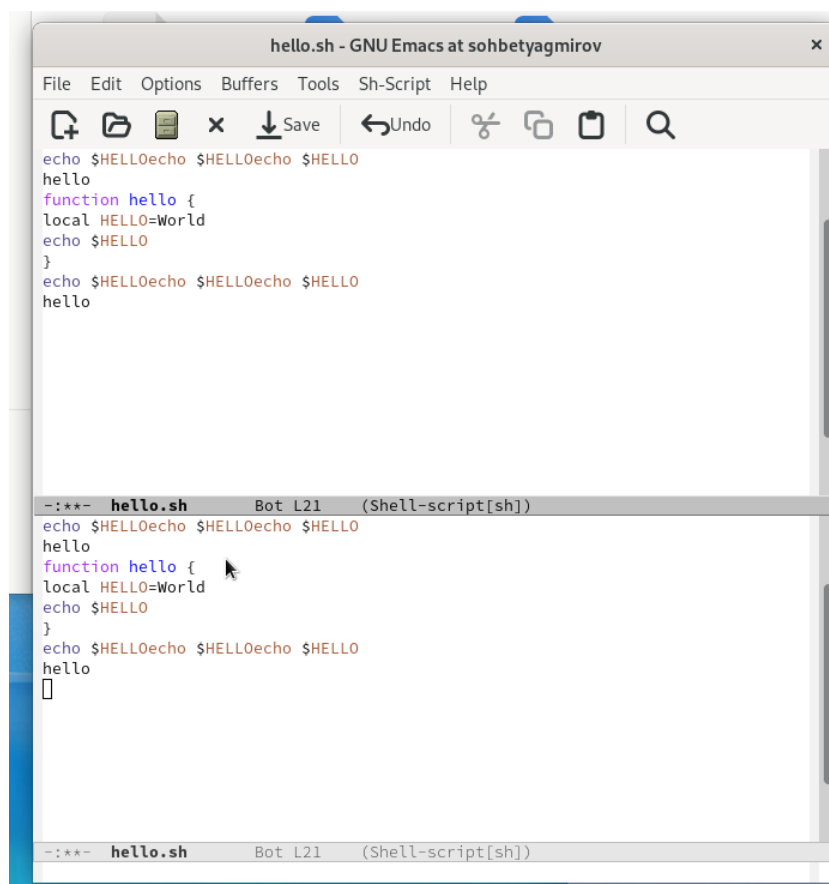 hello.sh - GNU Emacs at sohbetyagmirov
File Edit Options Buffers Tools Sh-Script Help
Save Undo
echo $HELLOecho $HELLOecho $HELLO
hello
function hello {
local HELLO=World
echo $HELLO
}
echo $HELLOecho $HELLOecho $HELLO
hello
-:**- hello.sh Bot L21 (Shell-script[sh])
echo $HELLOecho $HELLOecho $HELLO
hello
function hello {
local HELLO=World
echo $HELLO
}
echo $HELLOecho $HELLOecho $HELLO
hello
-:**- hello.sh Bot L21 (Shell-script[sh])